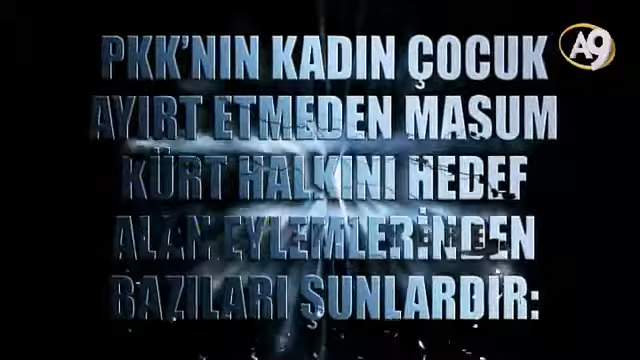 A9
PKK'NIN KADIN ÇOCUK
AYIRT ETMEDEN MASUM
KÜRT HALKINI HEDEF
ALAN EYLEMLERİNDEN
BAZILARI ŞUNLARDIR: